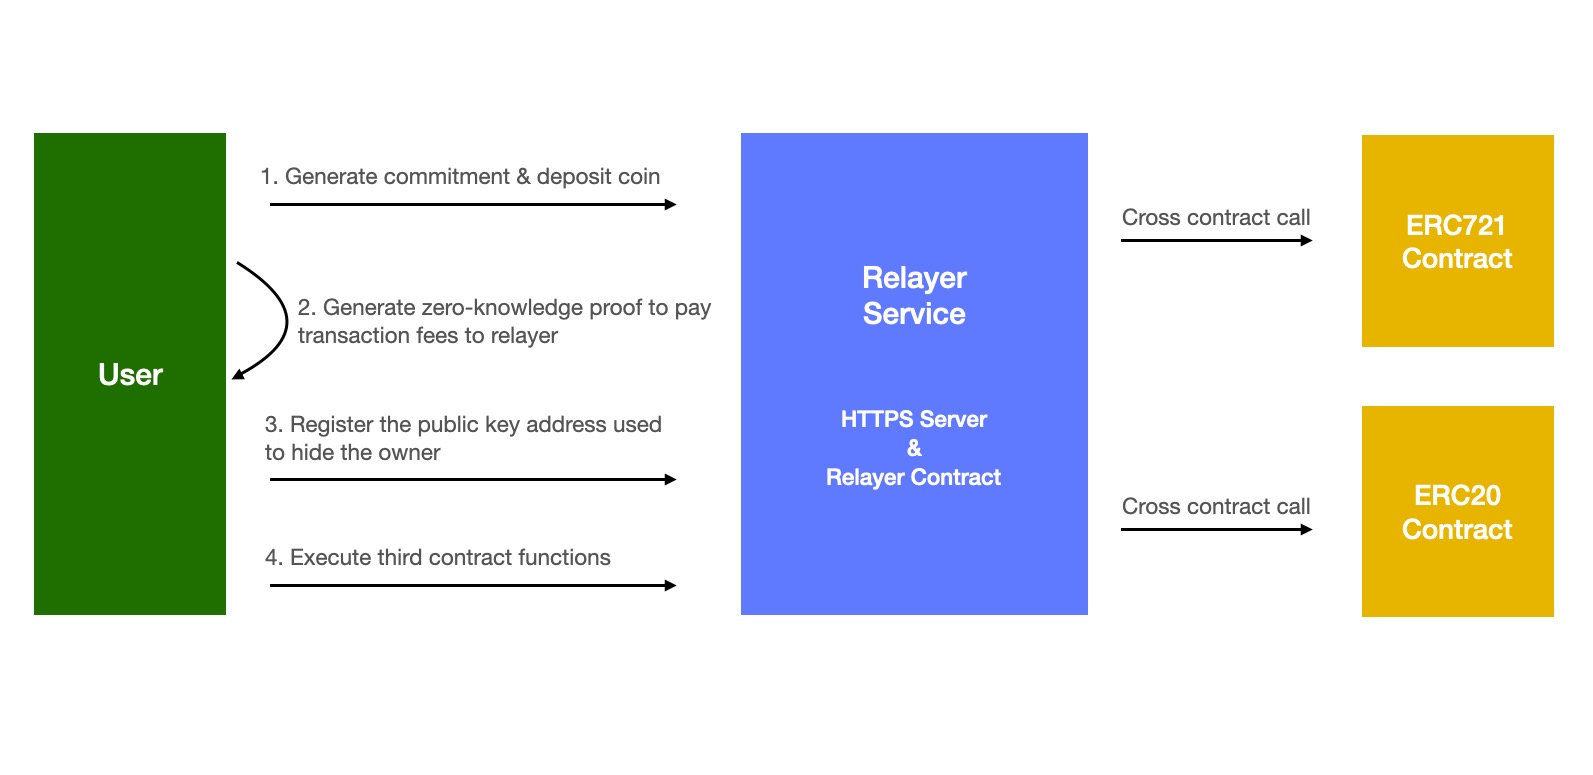 User
1. Generate commitment & deposit coin
2. Generate zero-knowledge proof to pay
transaction fees to relayer
3. Register the public key address used
to hide the owner
4. Execute third contract functions
Relayer
Service
HTTPS Server
&
Relayer Contract
Cross contract call
ERC721
Contract
Cross contract call
ERC20
Contract